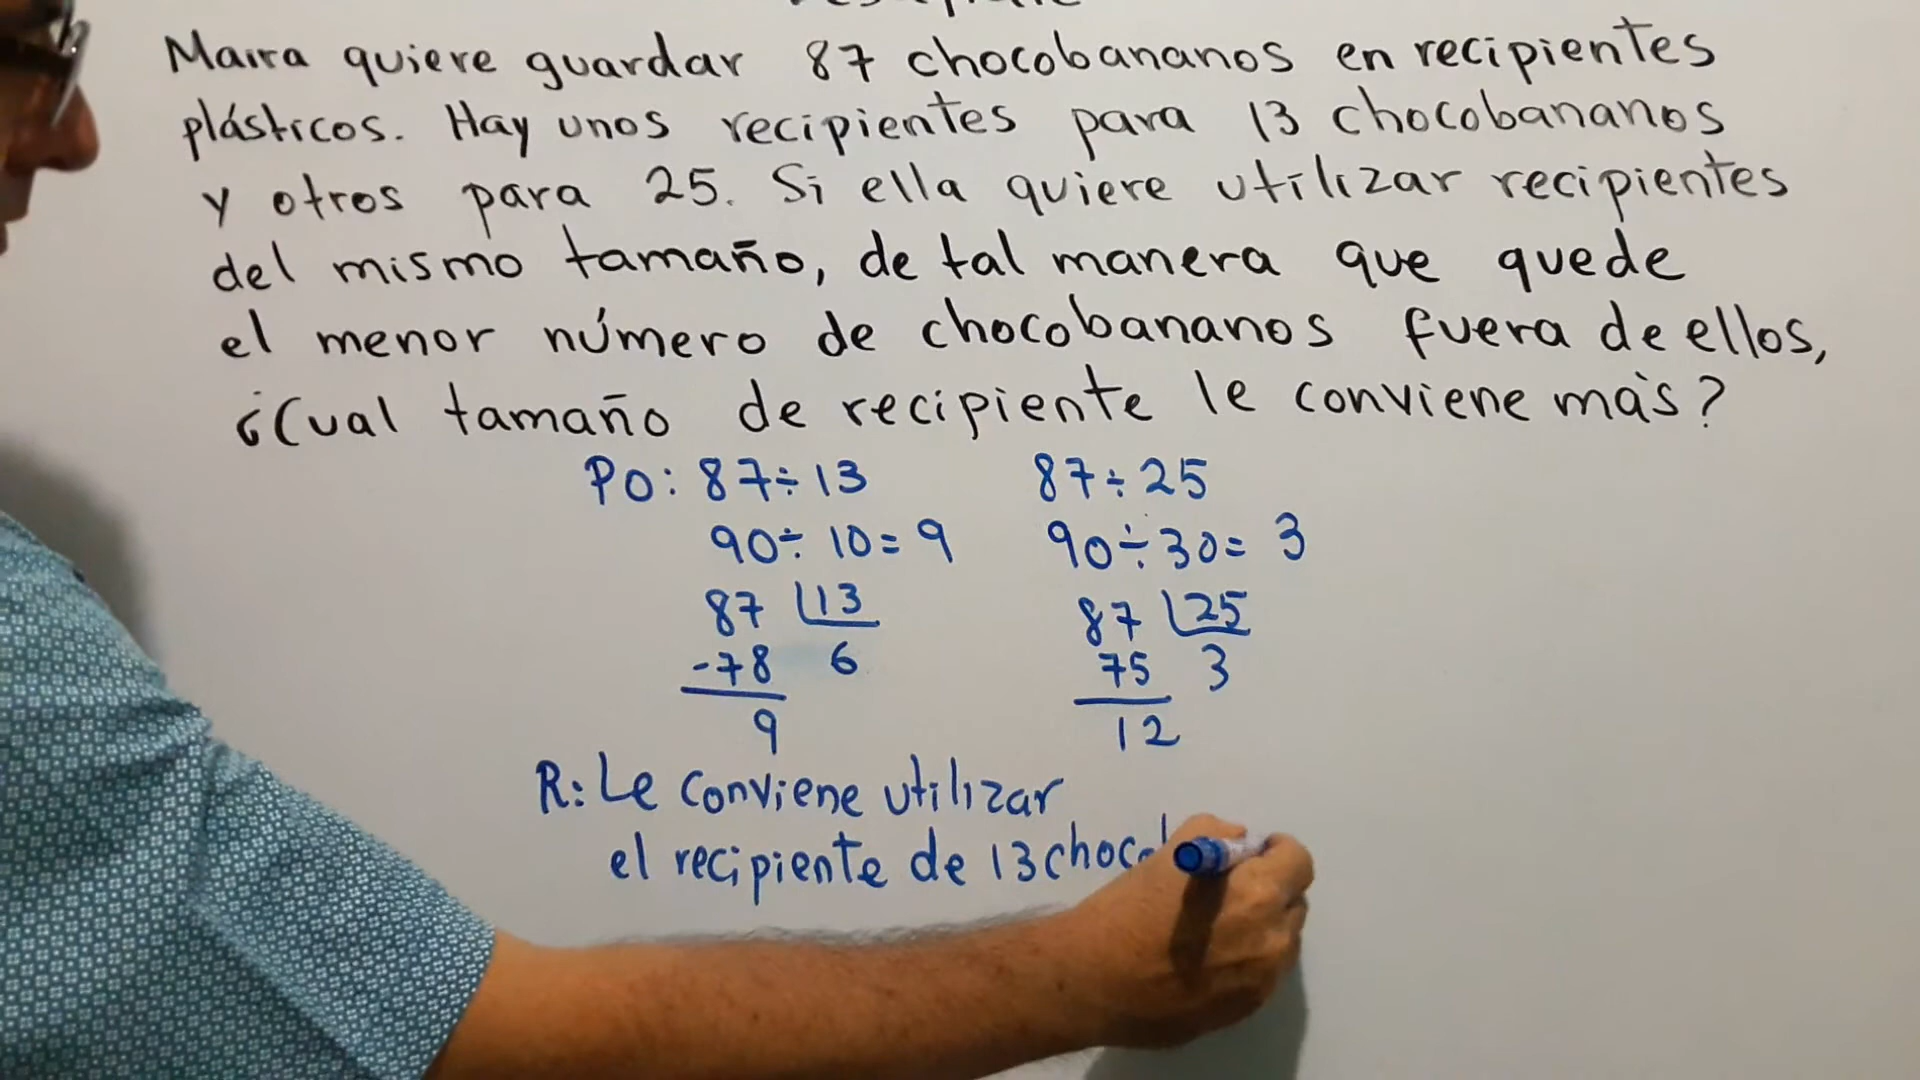 Maira quiere guardar 87 chocobananos en recipientes
plásticos. Hay unos recipientes para 13 chocobananos
y otros para 25. Si ella quiere utilizar recipientes
del mismo tamaño, de tal manera que quede
el menor número de chocobananos fuera de ellos,
¿Cual tamaño de recipiente le conviene más?
PO: 87÷13 87÷25
90÷10=9 90÷30=3
87 13 87 25
-78 6 75 3
9 12
R: Le conviene utilizar
el recipiente de 13